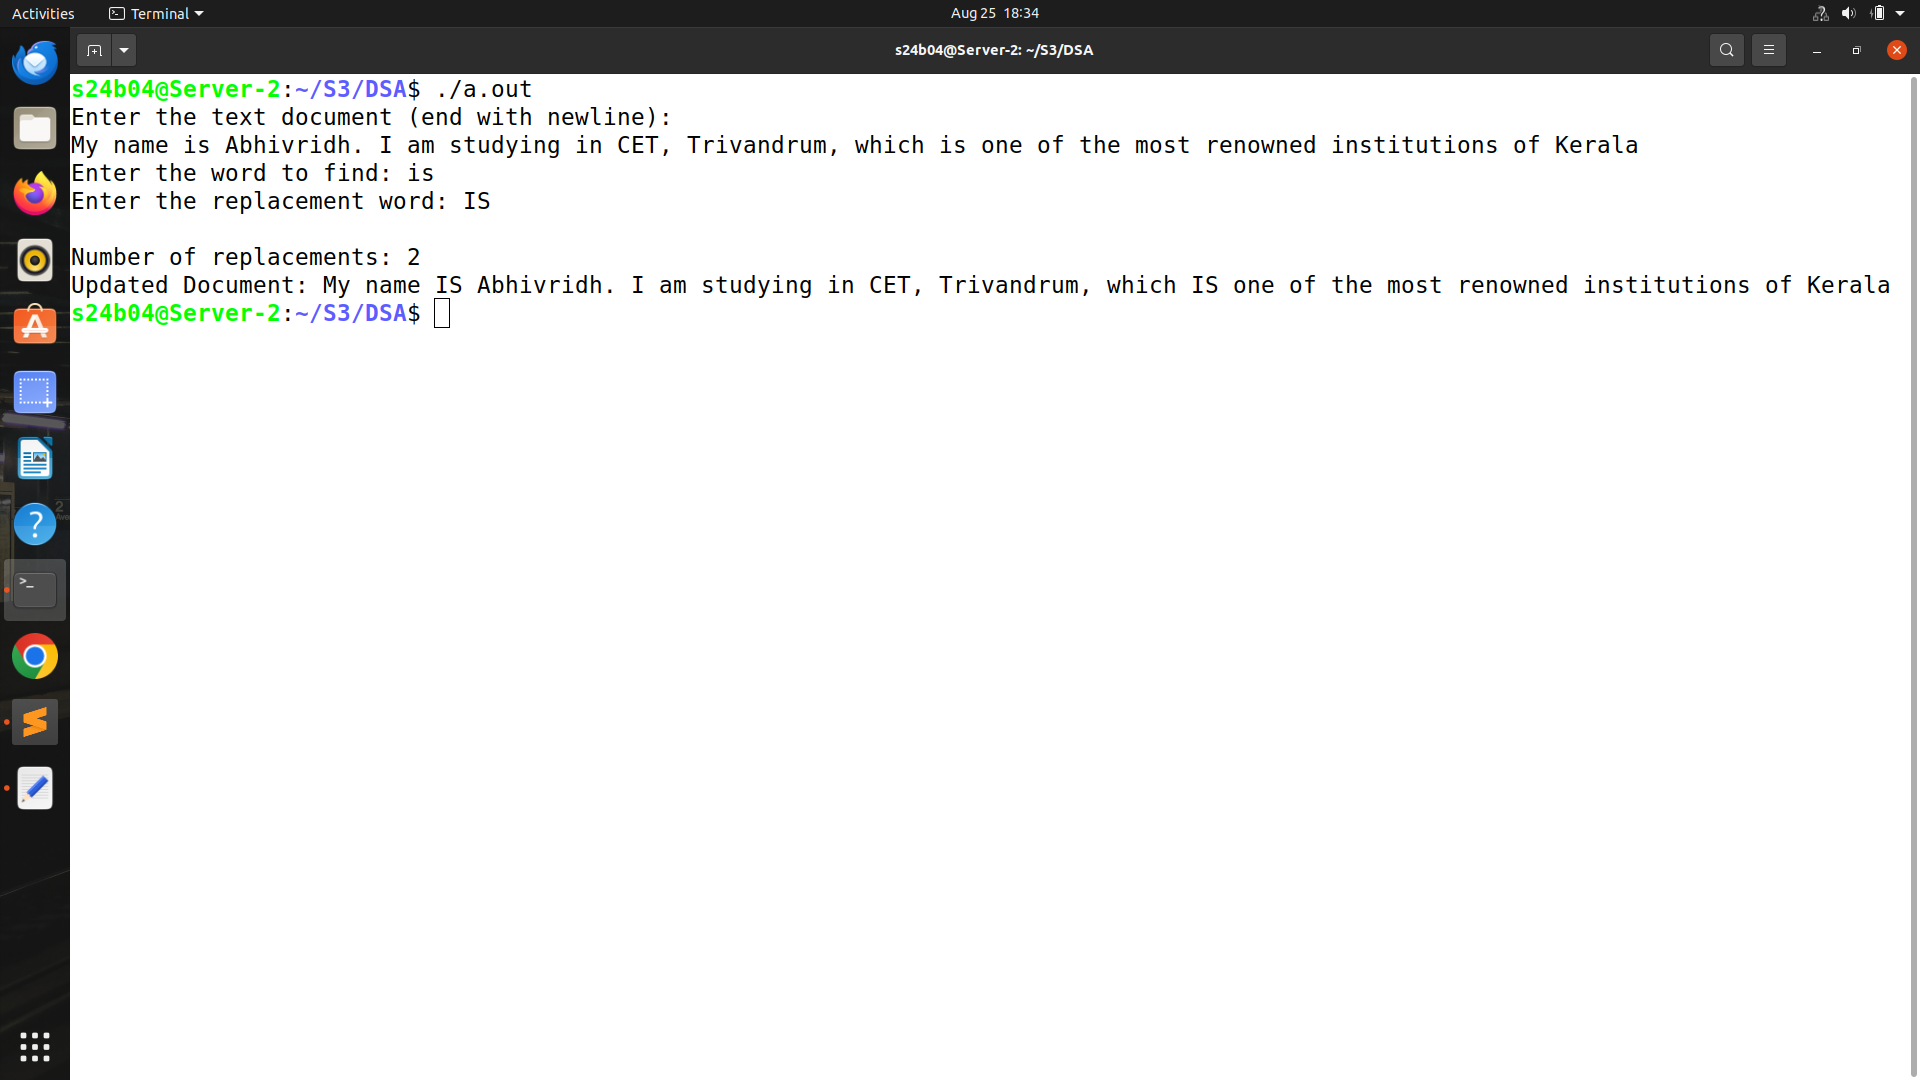 Activities Terminal Aug 25 18:34
s24b04@Server-2: ~/S3/DSA
s24b04@Server-2:~/S3/DSA$ ./a.out
Enter the text document (end with newline):
My name is Abhivridh. I am studying in CET, Trivandrum, which is one of the most renowned institutions of Kerala
Enter the word to find: is
Enter the replacement word: IS
Number of replacements: 2
Updated Document: My name IS Abhivridh. I am studying in CET, Trivandrum, which IS one of the most renowned institutions of Kerala
s24b04@Server-2:~/S3/DSA$